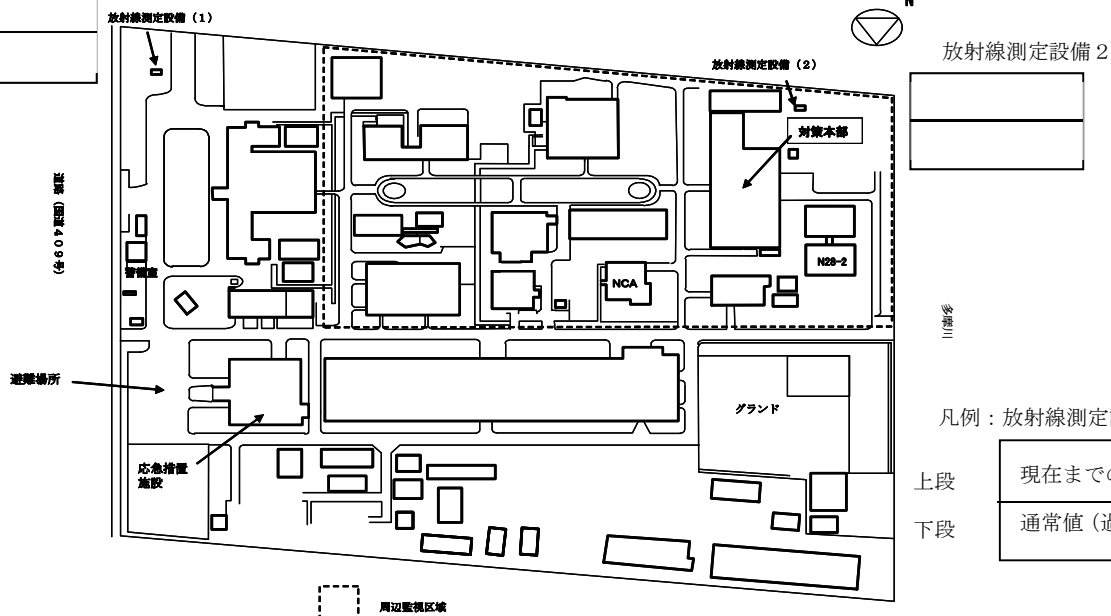 N
放射線測定設備（１）
放射線測定設備（２）
放射線測定設備２
対策本部
道路（国道４０９号）
警備室
N28-2
NCA
多摩川
避難場所
グランド
応急措置
施設
凡例：放射線測定
上段
現在までの
下段
通常値（過
周辺監視区域